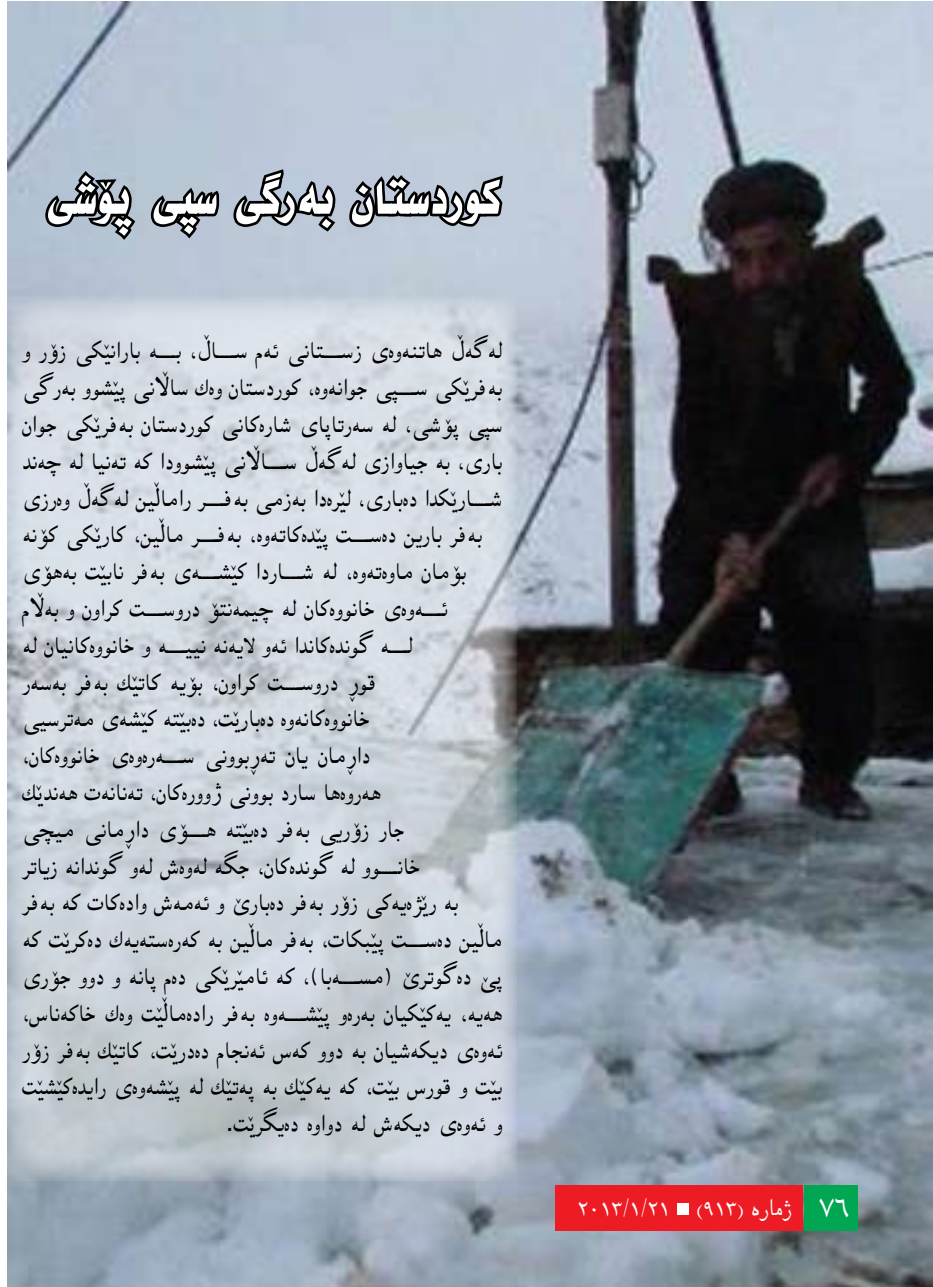 کوردستان بەرگی سپی پۆشی
لەگەڵ هاتنەوەی زستانی ئەم ساڵ، بە بارانێکی زۆر و
بەفرێکی سپی جوانەوە، کوردستان وەك ساڵانی پێشوو بەرگی
سپی پۆشی، لە سەرتاپای شارەکانی کوردستان بەفرێکی جوان
باری، بە جیاوازی لەگەڵ ساڵانی پێشوودا کە تەنیا لە چەند
شارێکدا دەباری، لێرەدا بەزمی بەفر راماڵین لەگەڵ وەرزی
بەفر بارین دەست پێدەکاتەوە، بەفر ماڵین، کارێکی کۆنە
بۆمان ماوەتەوە، لە شاردا کێشەی بەفر نابێت بەهۆی
ئەوەی خانووەکان لە چیمەنتۆ دروست کراون و بەڵام
لە گوندەکاندا ئەو لایەنە نییە و خانووەکانیان لە
قوڕ دروست کراون، بۆیە کاتێك بەفر بەسەر
خانووەکانەوە دەبارێت، دەبێتە کێشەی مەترسیی
داڕمان یان تەڕبوونی سەرەوەی خانووەکان،
هەروەها سارد بوونی ژوورەکان، تەنانەت هەندێك
جار زۆریی بەفر دەبێتە هۆی داڕمانی میچی
خانوو لە گوندەکان، جگە لەوەش لەو گوندانە زیاتر
بە رێژەیەکی زۆر بەفر دەبارێ و ئەمەش وادەکات کە بەفر
ماڵین دەست پێبکات، بەفر ماڵین بە کەرەستەیەك دەکرێت کە
پێ دەگوترێ (مسەبا)، کە ئامێرێکی دەم پانە و دوو جۆری
هەیە، یەکێکیان بەرەو پێشەوە بەفر رادەماڵێت وەك خاکەناس،
ئەوەی دیکەشیان بە دوو کەس ئەنجام دەدرێت، کاتێك بەفر زۆر
بێت و قورس بێت، کە یەکێك بە پەتێك لە پێشەوەی رایدەکێشێت
و ئەوەی دیکەش لە دواوە دەیگرێت.
٧٦ ژمارە (٩١٣) ■ ٢٠١٣/١/٢١